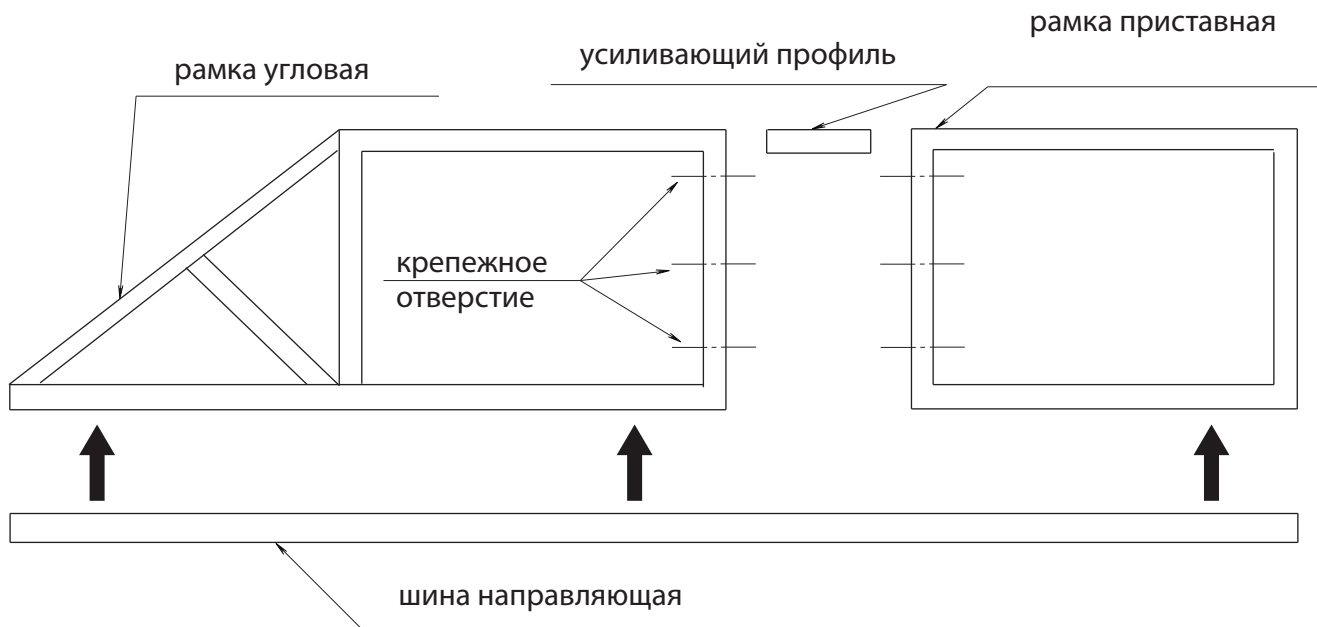 рамка приставная
усиливающий профиль
рамка угловая
крепежное
отверстие
шина направляющая